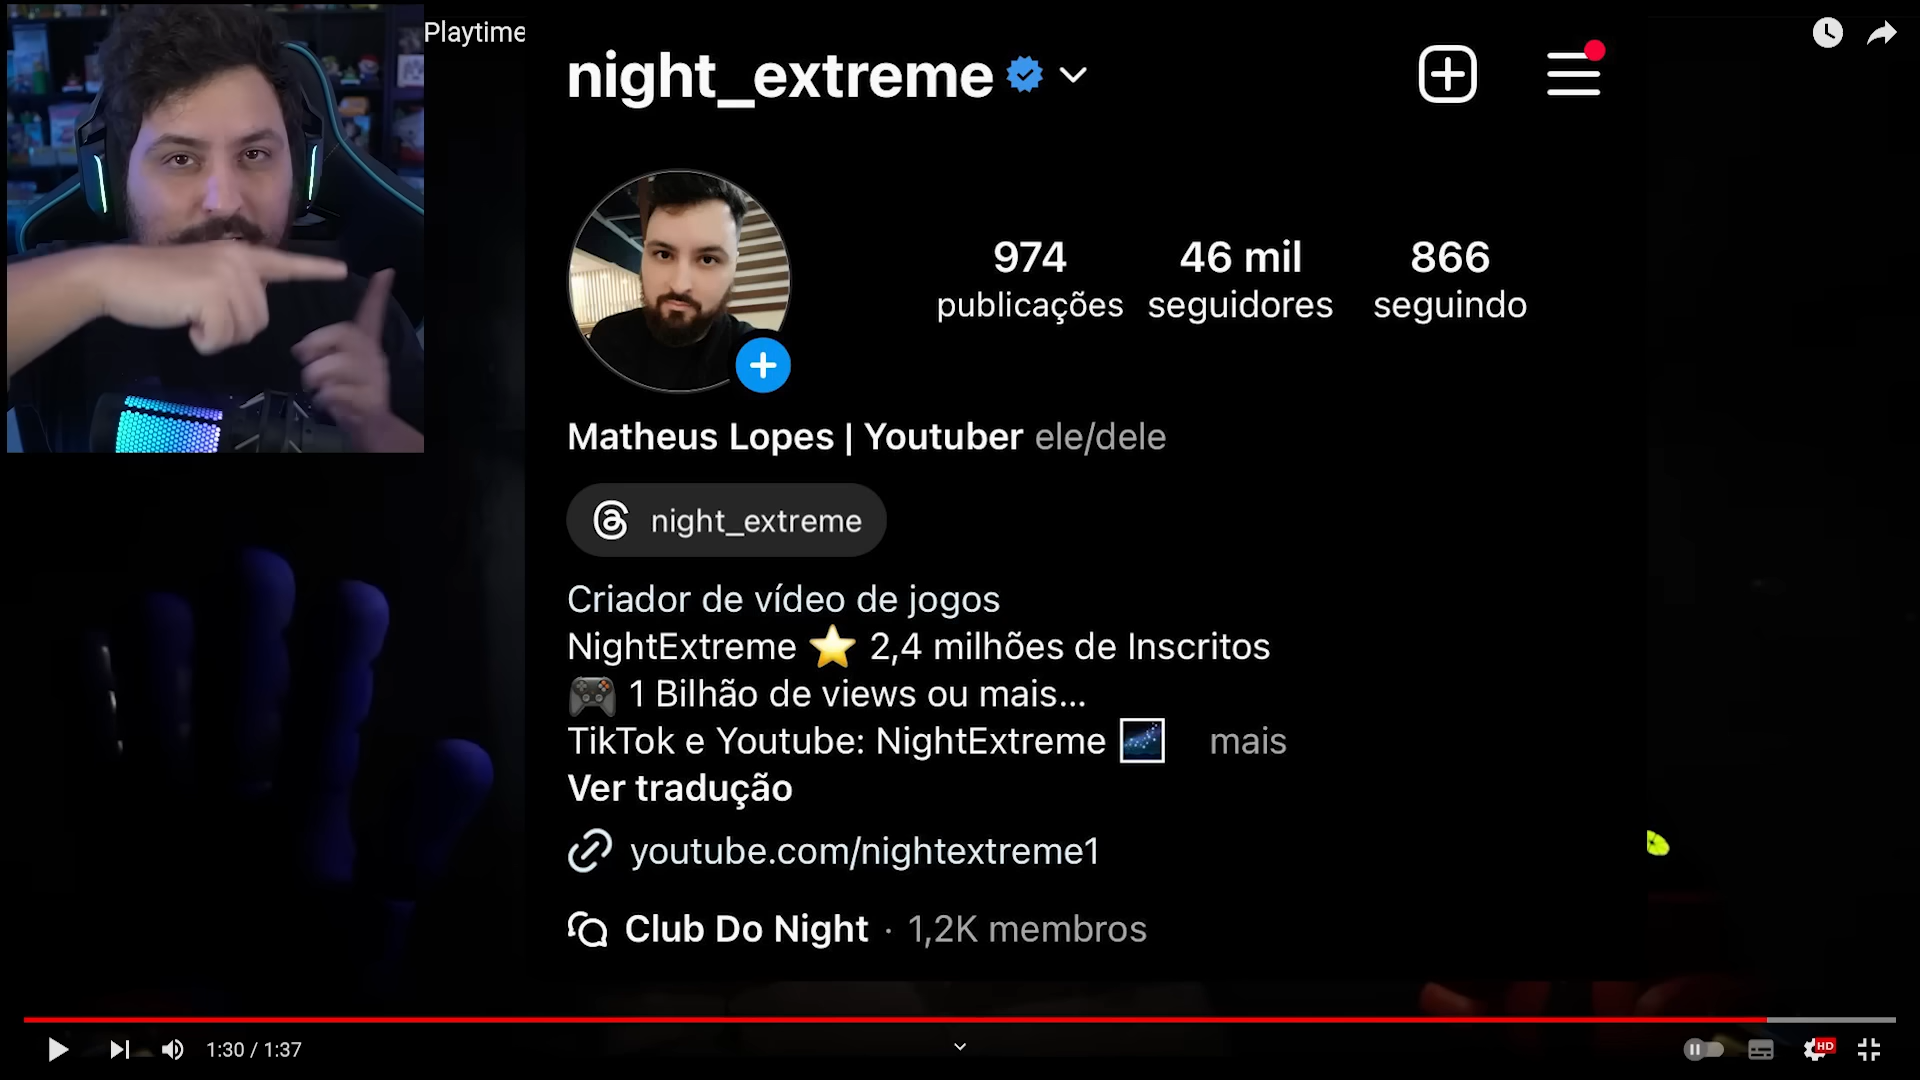 Playtime
night_extreme
974
publicações
46 mil
seguidores
866
seguindo
Matheus Lopes | Youtuber ele/dele
night_extreme
Criador de vídeo de jogos
NightExtreme ⭐ 2,4 milhões de Inscritos
🎮 1 Bilhão de views ou mais...
TikTok e Youtube: NightExtreme 🌌 mais
Ver tradução
youtube.com/nightextreme1
Club Do Night · 1,2K membros
1:30 / 1:37
HD